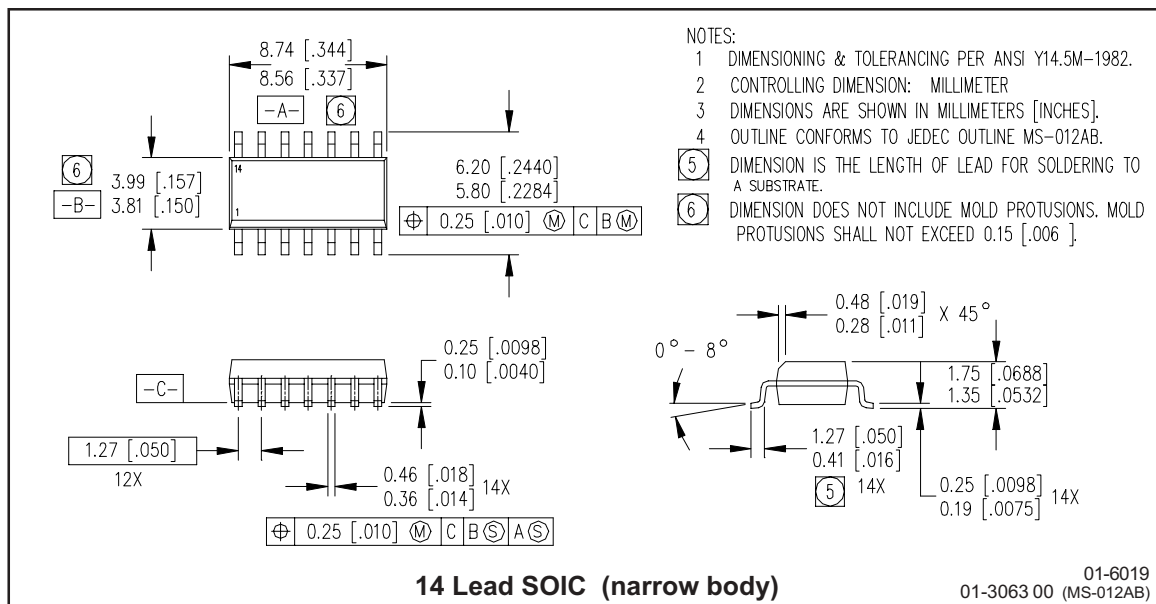 8.74 [.344]
8.56 [.337]
-A- 6
6
3.99 [.157]
3.81 [.150]
-B-
14
1
6.20 [.2440]
5.80 [.2284]
⌖ 0.25 [.010] Ⓜ C B Ⓜ
NOTES:
1 DIMENSIONING & TOLERANCING PER ANSI Y14.5M-1982.
2 CONTROLLING DIMENSION: MILLIMETER
3 DIMENSIONS ARE SHOWN IN MILLIMETERS [INCHES].
4 OUTLINE CONFORMS TO JEDEC OUTLINE MS-012AB.
5 DIMENSION IS THE LENGTH OF LEAD FOR SOLDERING TO
A SUBSTRATE.
6 DIMENSION DOES NOT INCLUDE MOLD PROTUSIONS. MOLD
PROTUSIONS SHALL NOT EXCEED 0.15 [.006 ].
-C-
0.25 [.0098]
0.10 [.0040]
1.27 [.050]
12X
0.46 [.018]
0.36 [.014] 14X
⌖ 0.25 [.010] Ⓜ C B Ⓢ A Ⓢ
0.48 [.019]
0.28 [.011] X 45°
0°-8°
1.75 [.0688]
1.35 [.0532]
1.27 [.050]
0.41 [.016]
5 14X
0.25 [.0098]
0.19 [.0075] 14X
14 Lead SOIC (narrow body)
01-6019
01-3063 00 (MS-012AB)